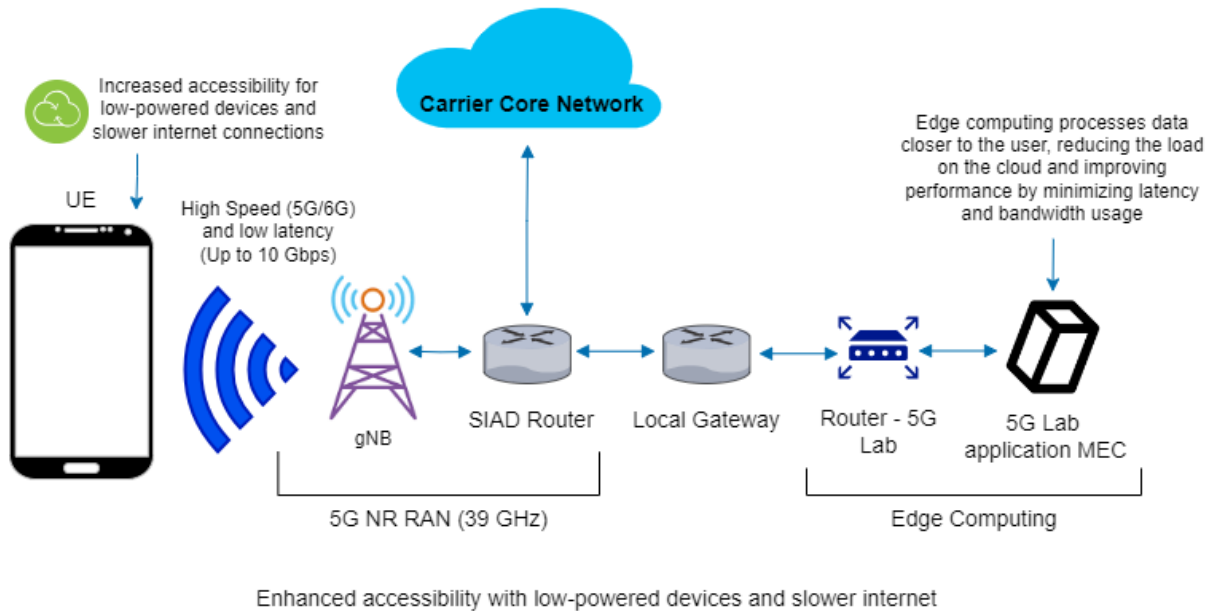 Increased accessibility for
low-powered devices and
slower internet connections
Carrier Core Network
Edge computing processes data
closer to the user, reducing the load
on the cloud and improving
performance by minimizing latency
and bandwidth usage
UE
High Speed (5G/6G)
and low latency
(Up to 10 Gbps)
gNB
SIAD Router
Local Gateway
Router - 5G
Lab
5G Lab
application MEC
5G NR RAN (39 GHz)
Edge Computing
Enhanced accessibility with low-powered devices and slower internet